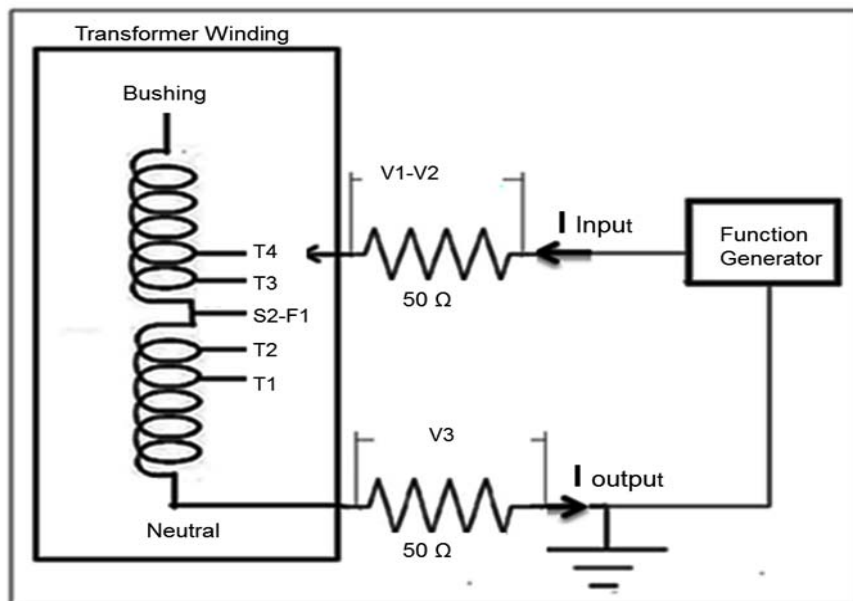 Transformer Winding
Bushing
V1-V2
I Input
Function
Generator
T4
T3
50 Ω
S2-F1
T2
T1
V3
I output
Neutral
50 Ω